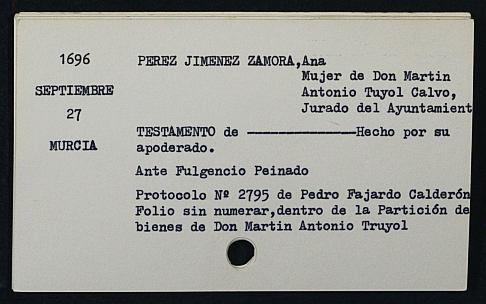 1696
SEPTIEMBRE
27
MURCIA
PEREZ JIMENEZ ZAMORA,Ana
Mujer de Don Martin
Antonio Tuyol Calvo,
Jurado del Ayuntamient
TESTAMENTO de ——————————Hecho por su
apoderado.
Ante Fulgencio Peinado
Protocolo Nº 2795 de Pedro Fajardo Calderón
Folio sin numerar,dentro de la Partición de
bienes de Don Martin Antonio Truyol